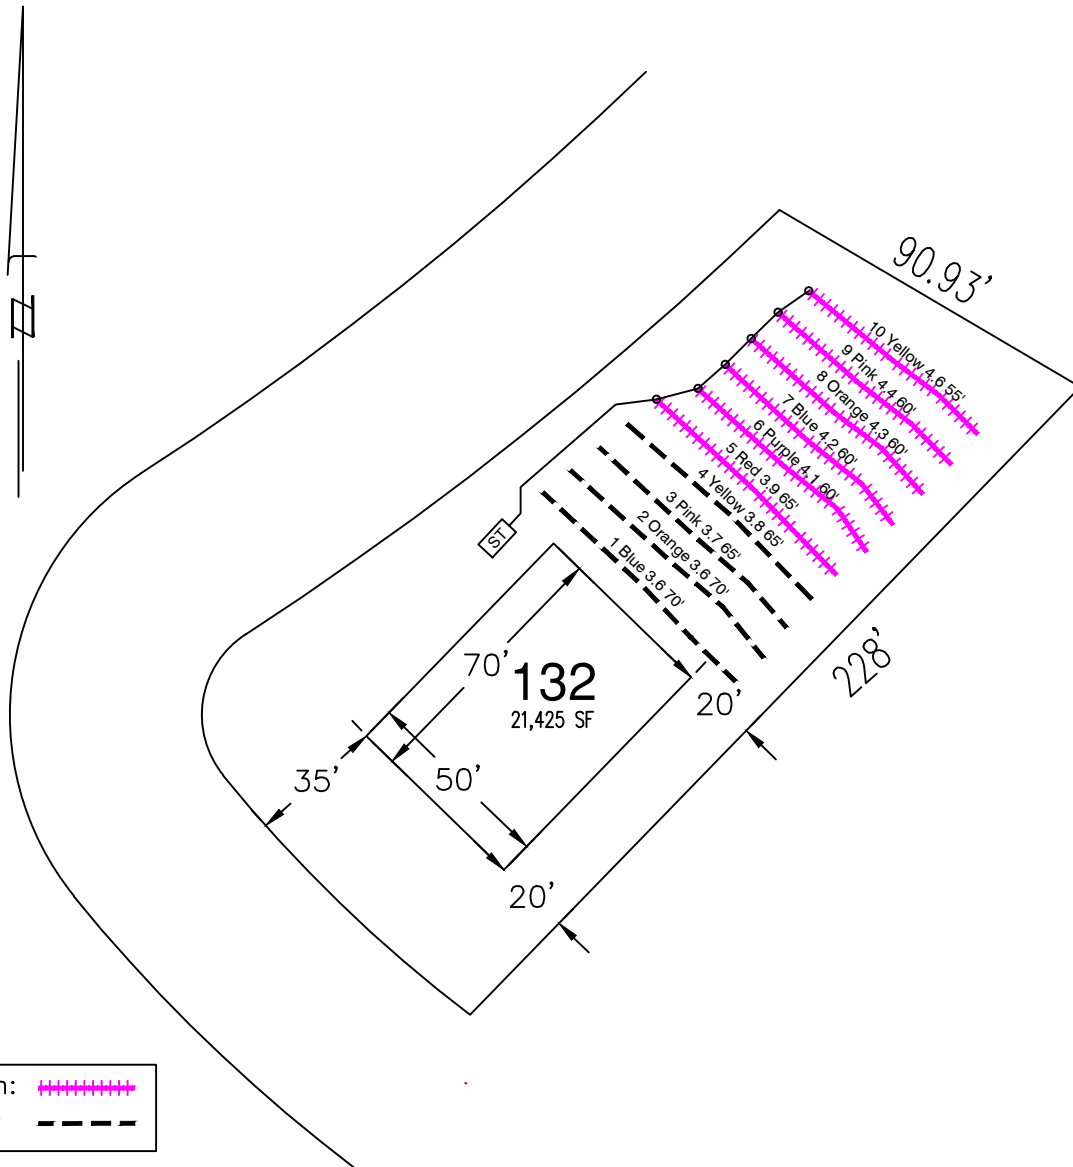 N
90.93'
10 Yellow 4.6 55'
9 Pink 4.4 60'
8 Orange 4.3 60'
7 Blue 4.2 60'
6 Purple 4.1 60'
5 Red 3.9 65'
4 Yellow 3.8 65'
3 Pink 3.7 65'
2 Orange 3.6 70'
1 Blue 3.6 70'
ST
70'
132
21,425 SF
20'
228'
35'
50'
20'